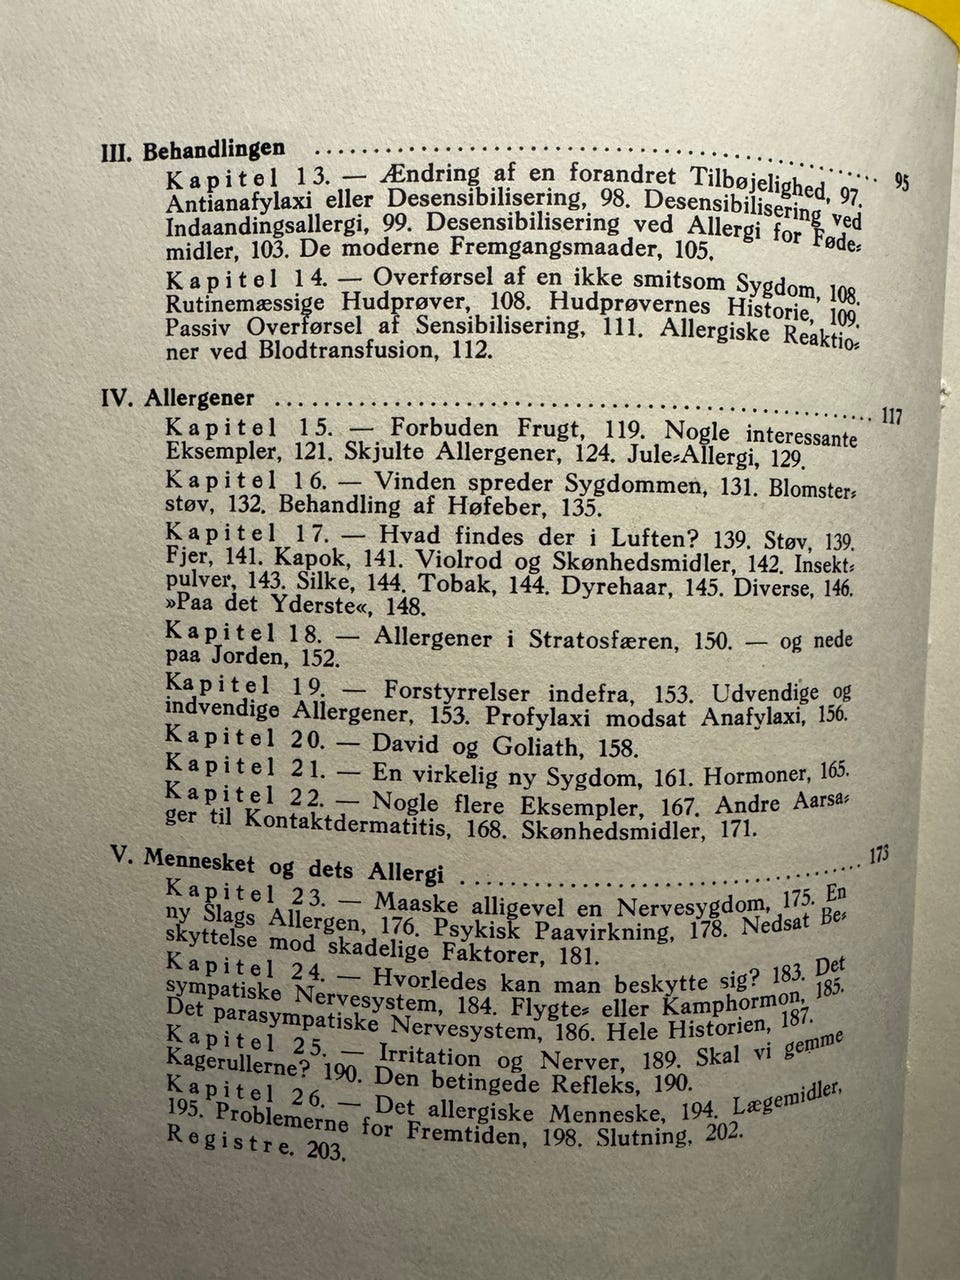 III. Behandlingen ........................................ 95
Kapitel 13. — Ændring af en forandret Tilbøjelighed, 97.
Antianafylaxi eller Desensibilisering, 98. Desensibilisering ved
Indaandingsallergi, 99. Desensibilisering ved Allergi for Føde-
midler, 103. De moderne Fremgangsmaader, 105.
Kapitel 14. — Overførsel af en ikke smitsom Sygdom, 108.
Rutinemæssige Hudprøver, 108. Hudprøvernes Historie, 109.
Passiv Overførsel af Sensibilisering, 111. Allergiske Reaktio-
ner ved Blodtransfusion, 112.
IV. Allergener ........................................ 117
Kapitel 15. — Forbuden Frugt, 119. Nogle interessante
Eksempler, 121. Skjulte Allergener, 124. Jule-Allergi, 129.
Kapitel 16. — Vinden spreder Sygdommen, 131. Blomster-
støv, 132. Behandling af Høfeber, 135.
Kapitel 17. — Hvad findes der i Luften? 139. Støv, 139.
Fjer, 141. Kapok, 141. Violrod og Skønhedsmidler, 142. Insekt-
pulver, 143. Silke, 144. Tobak, 144. Dyrehaar, 145. Diverse, 146.
»Paa det Yderste«, 148.
Kapitel 18. — Allergener i Stratosfæren, 150. — og nede
paa Jorden, 152.
Kapitel 19. — Forstyrrelser indefra, 153. Udvendige og
indvendige Allergener, 153. Profylaxi modsat Anafylaxi, 156.
Kapitel 20. — David og Goliath, 158.
Kapitel 21. — En virkelig ny Sygdom, 161. Hormoner, 165.
Kapitel 22. — Nogle flere Eksempler, 167. Andre Aarsa-
ger til Kontaktdermatitis, 168. Skønhedsmidler, 171.
V. Mennesket og dets Allergi ........................................ 173
Kapitel 23. — Maaske alligevel en Nervesygdom, 175. En
ny Slags Allergen, 176. Psykisk Paavirkning, 178. Nedsat Be-
skyttelse mod skadelige Faktorer, 181.
Kapitel 24. — Hvorledes kan man beskytte sig? 183. Det
sympatiske Nervesystem, 184. Flygte- eller Kamphormon, 185.
Det parasympatiske Nervesystem, 186. Hele Historien, 187.
Kapitel 25. — Irritation og Nerver, 189. Skal vi gemme
Kagerullerne? 190. Den betingede Refleks, 190.
Kapitel 26. — Det allergiske Menneske, 194. Lægemidler,
195. Problemerne for Fremtiden, 198. Slutning, 202.
Registre. 203.